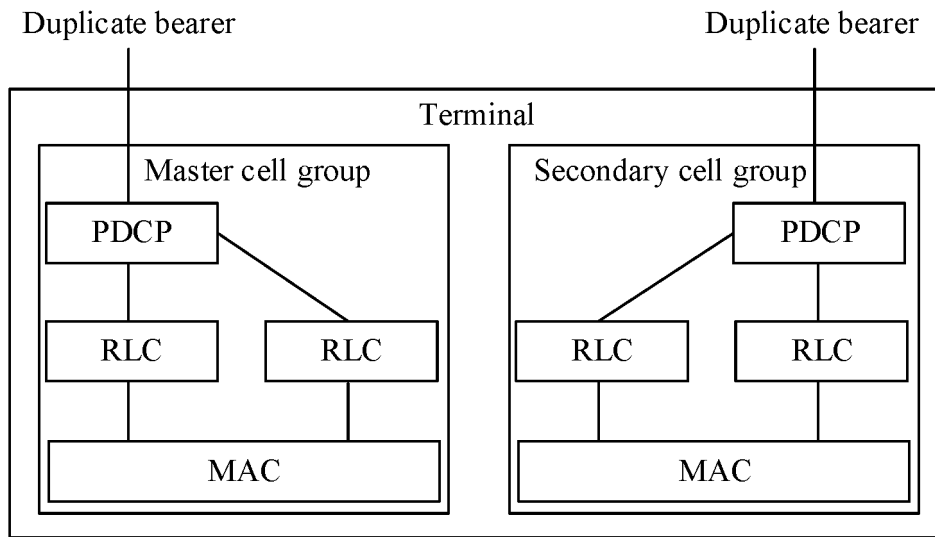 Duplicate bearer
Duplicate bearer
Terminal
Master cell group
Secondary cell group
PDCP
PDCP
RLC
RLC
RLC
RLC
MAC
MAC